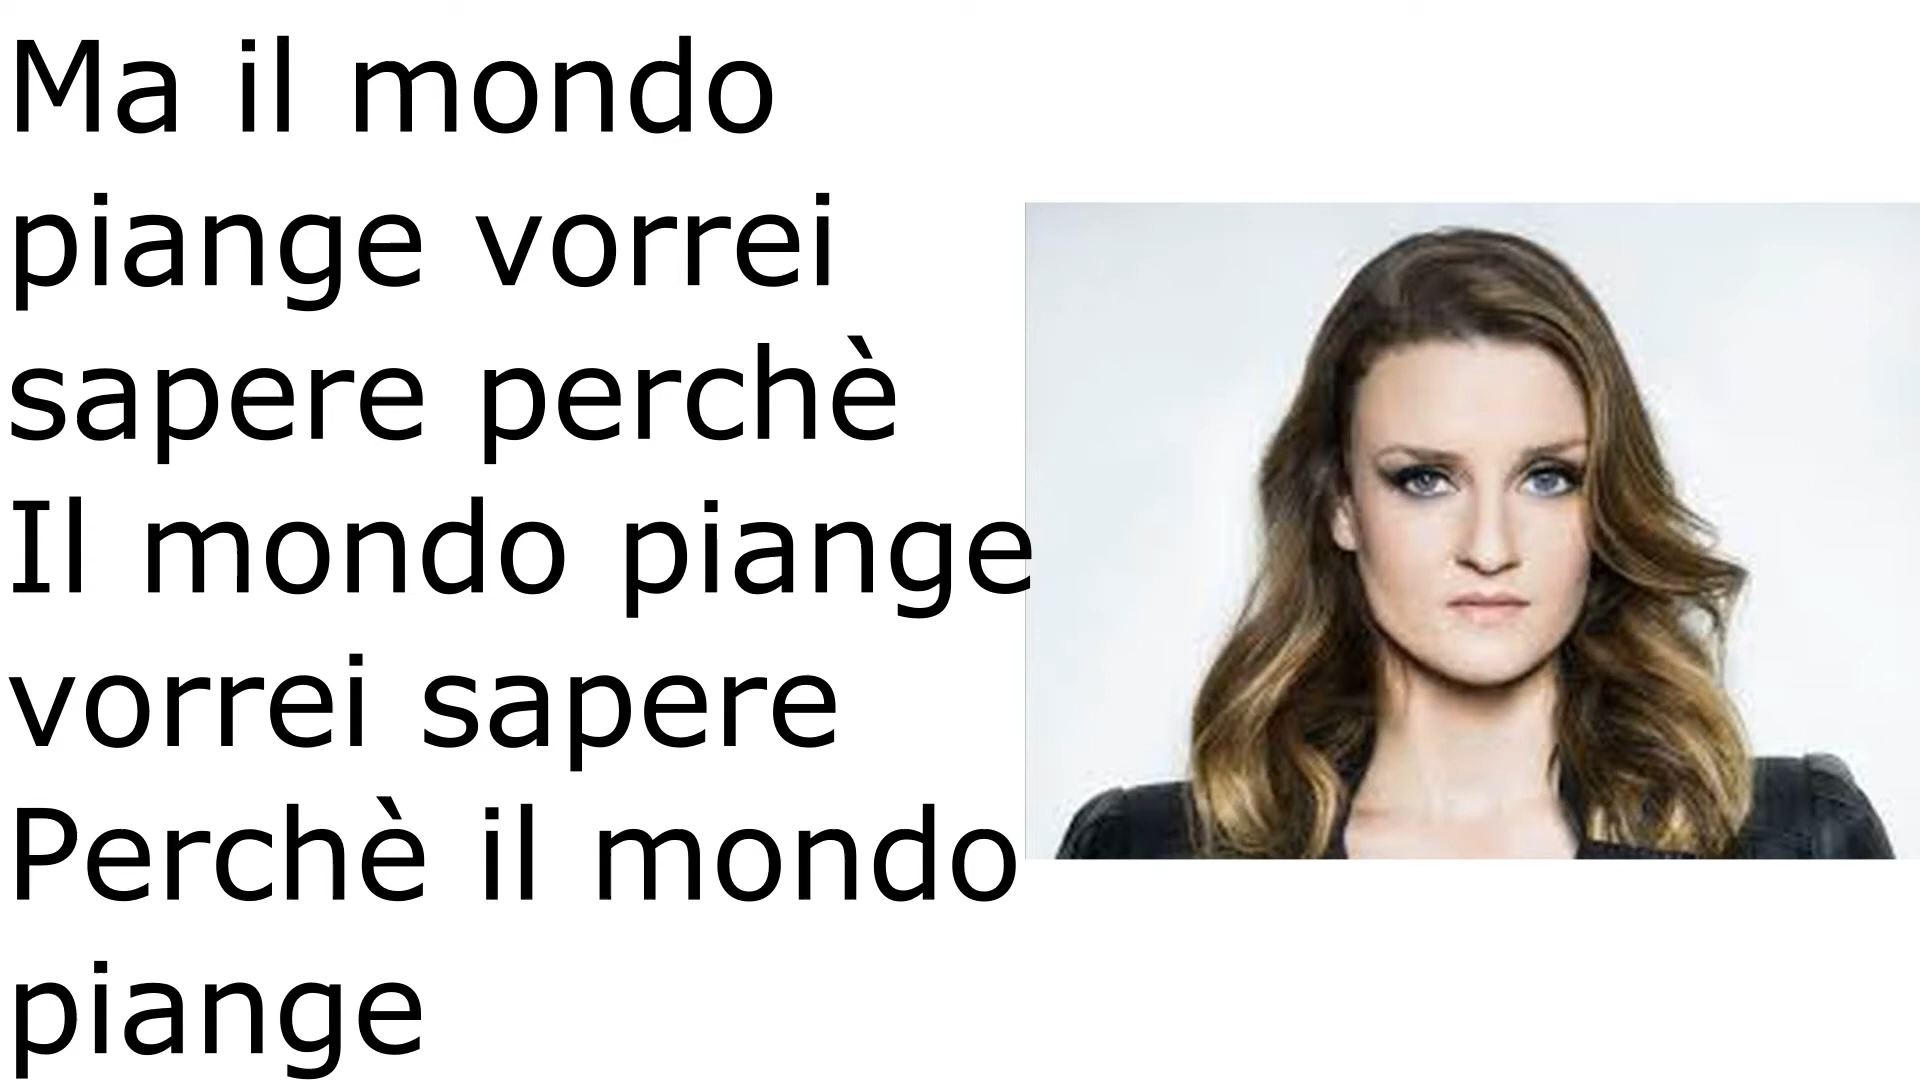 Ma il mondo
piange vorrei
sapere perchè
Il mondo piange
vorrei sapere
Perchè il mondo
piange